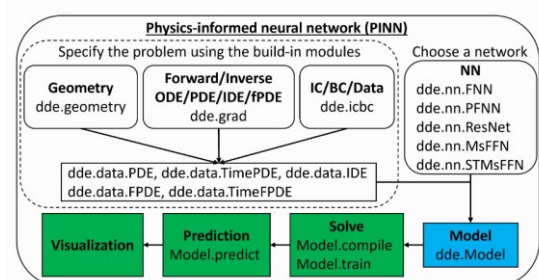 Physics-informed neural network (PINN)
Specify the problem using the build-in modules
Geometry
dde.geometry
Forward/Inverse
ODE/PDE/IDE/fPDE
dde.grad
IC/BC/Data
dde.icbc
dde.data.PDE, dde.data.TimePDE, dde.data.IDE
dde.data.FPDE, dde.data.TimeFPDE
Choose a network
NN
dde.nn.FNN
dde.nn.PFNN
dde.nn.ResNet
dde.nn.MsFFN
dde.nn.STMsFFN
Visualization
Prediction
Model.predict
Solve
Model.compile
Model.train
Model
dde.Model